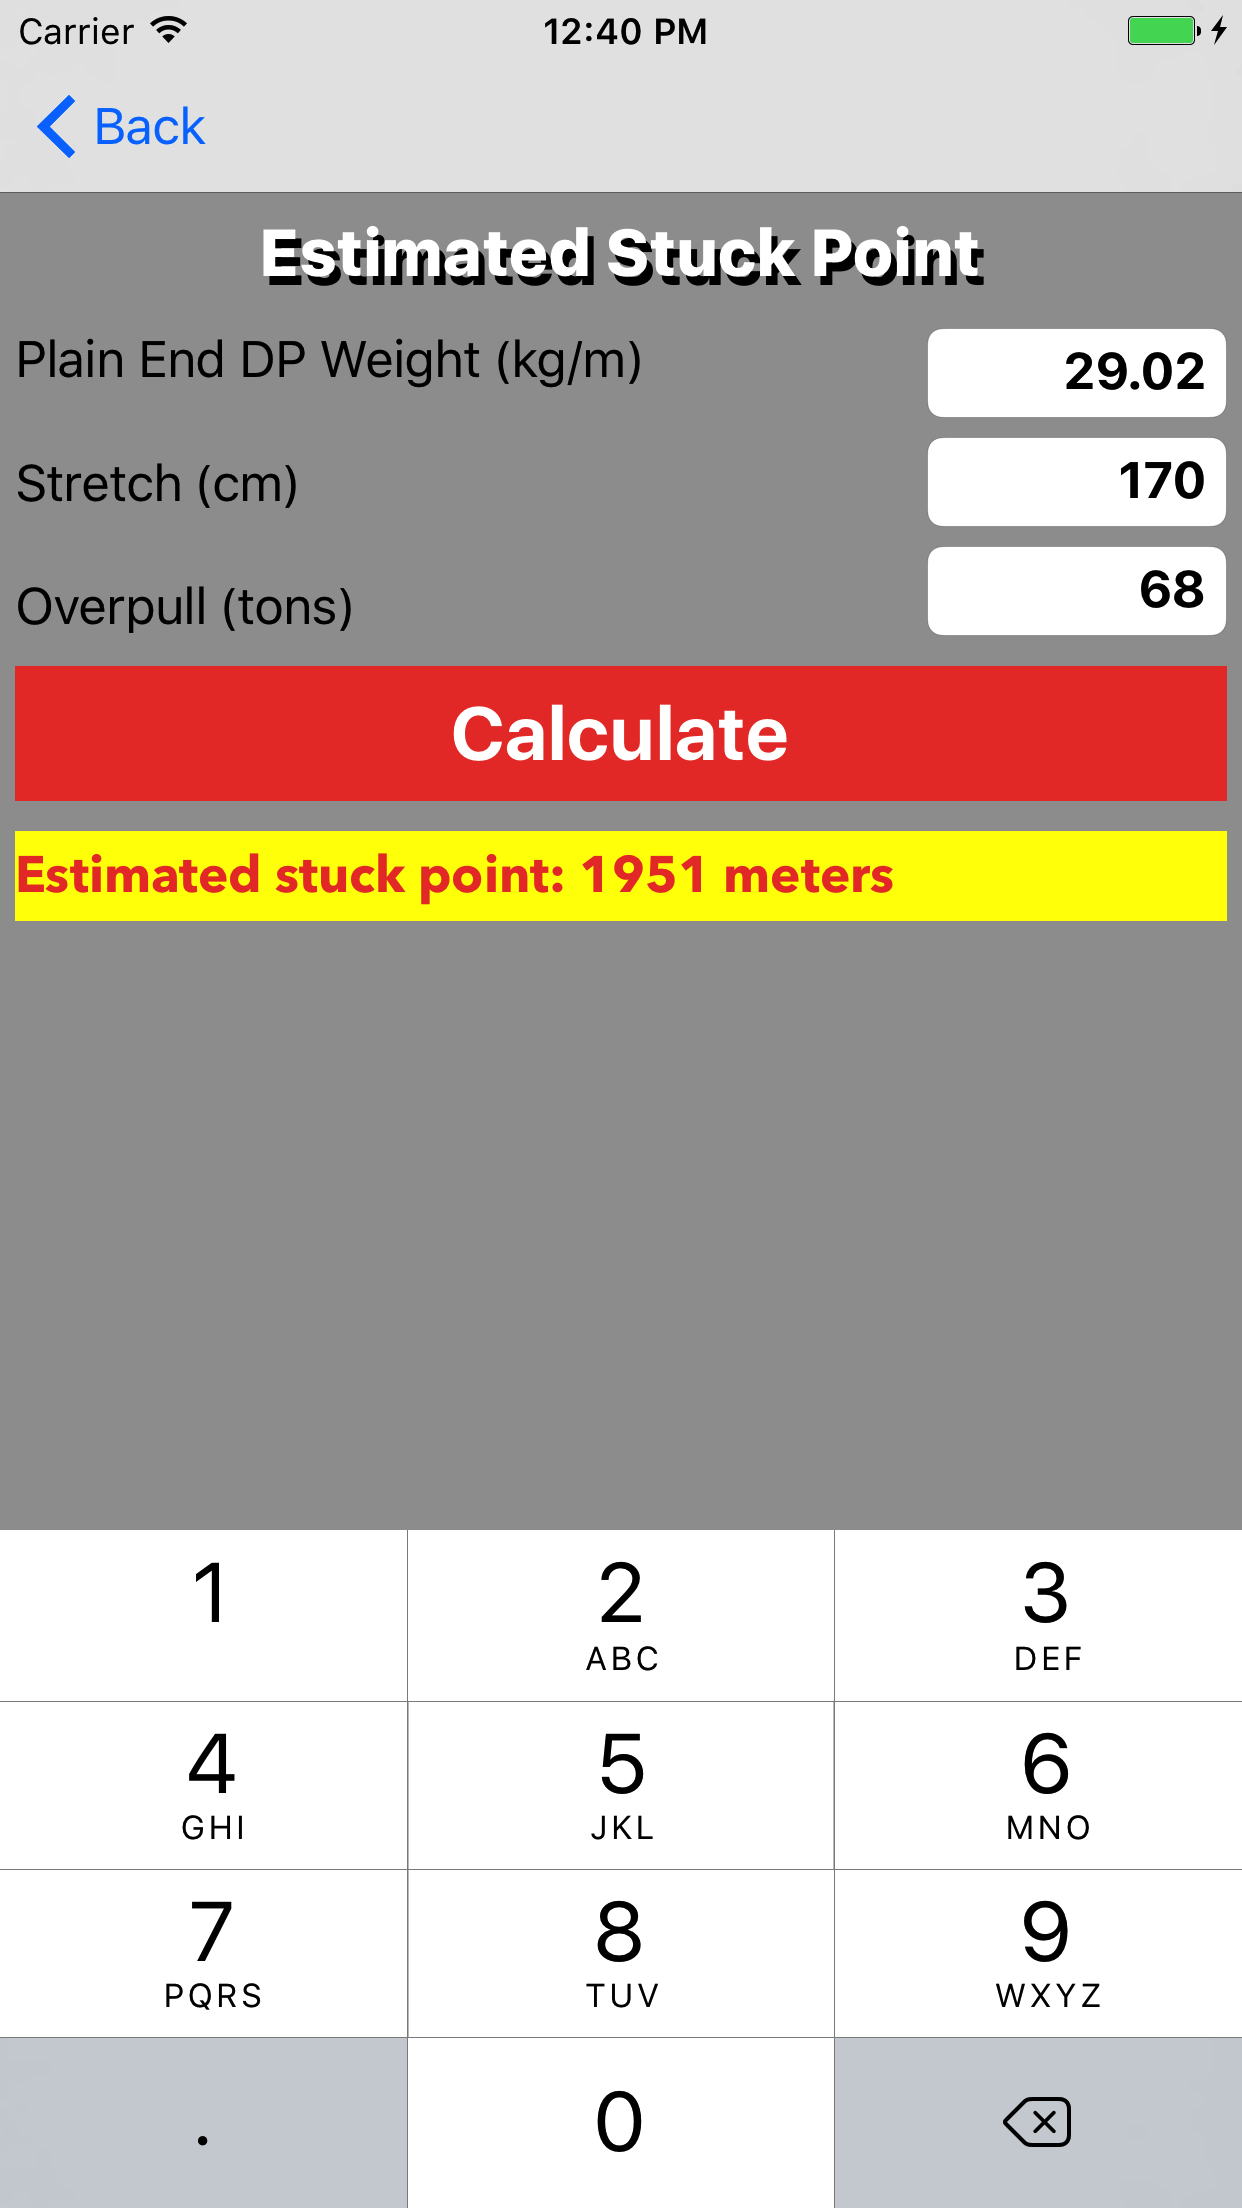 Carrier 12:40 PM
Back
Estimated Stuck Point
Plain End DP Weight (kg/m) 29.02
Stretch (cm) 170
Overpull (tons) 68
Calculate
Estimated stuck point: 1951 meters
1 2 3
ABC DEF
4 5 6
GHI JKL MNO
7 8 9
PQRS TUV WXYZ
. 0